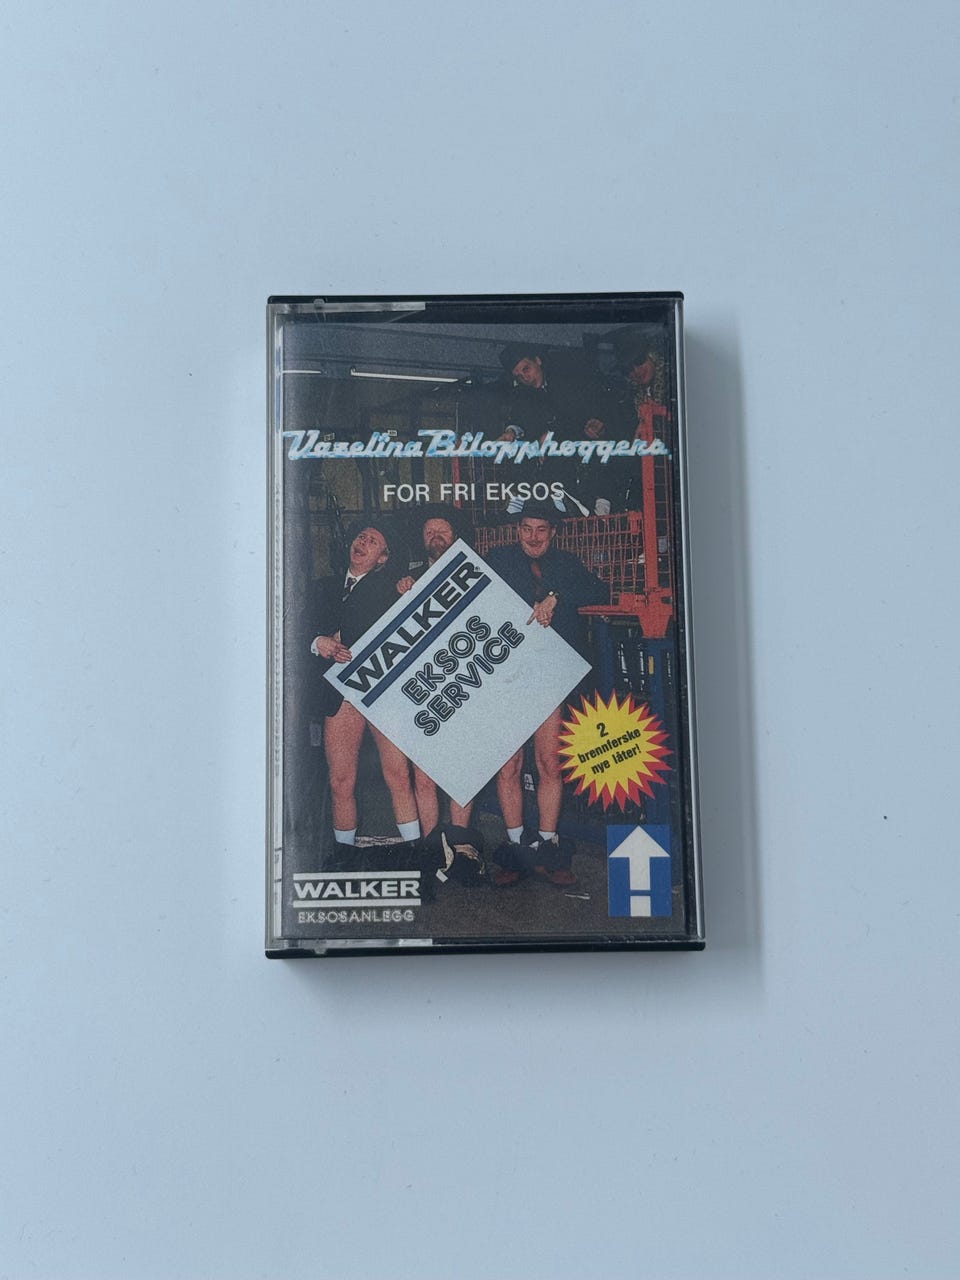 Vazelina Bilopphøggers
FOR FRI EKSOS
WALKER®
EKSOS
SERVICE
2
brennferske
nye låter!
WALKER
EKSOSANLEGG